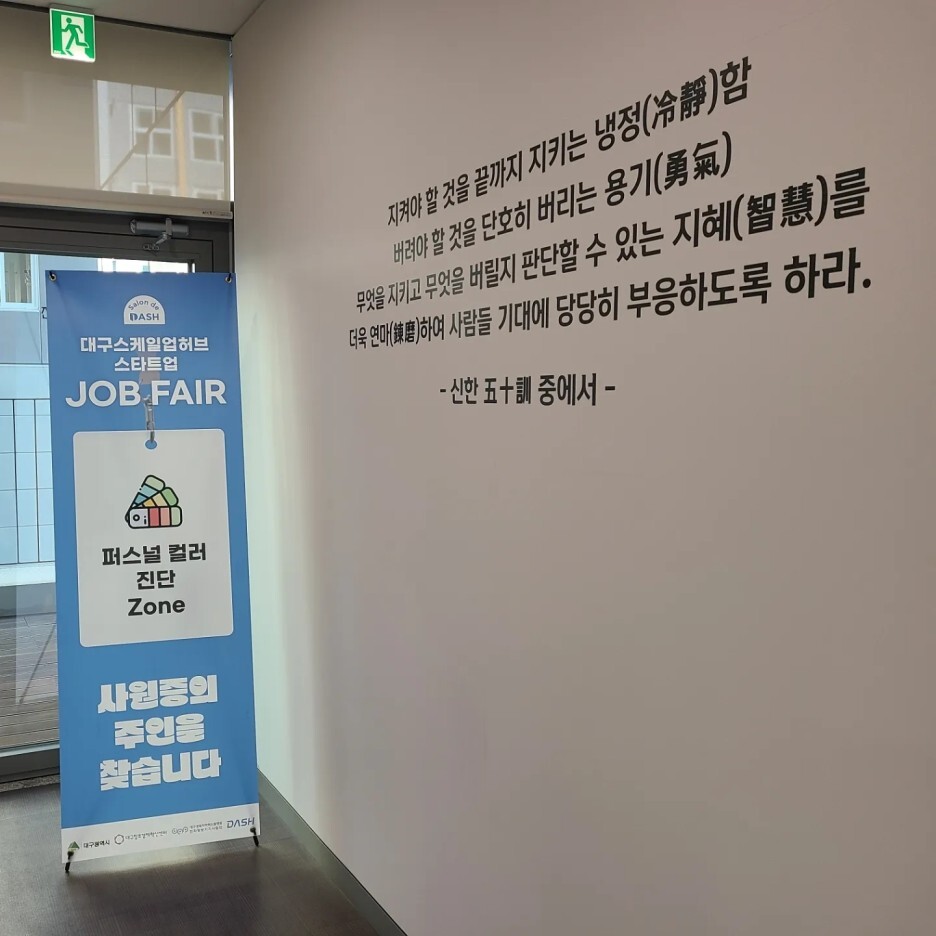 Salon de
DASH
대구스케일업허브
스타트업
JOB FAIR
퍼스널 컬러
진단
Zone
사원증의
주인을
찾습니다
대구광역시
DASH
지켜야 할 것을 끝까지 지키는 냉정(冷靜)함
버려야 할 것을 단호히 버리는 용기(勇氣)
무엇을 지키고 무엇을 버릴지 판단할 수 있는 지혜(智慧)를
더욱 연마(鍊磨)하여 사람들 기대에 당당히 부응하도록 하라.
- 신한 五十訓 중에서 -